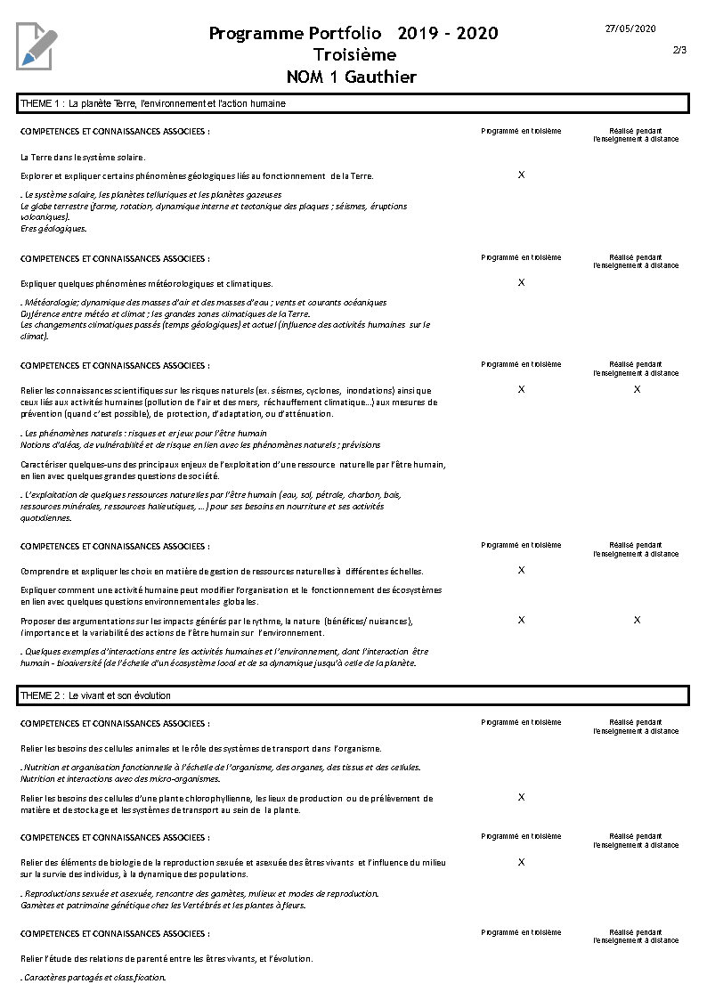 Programme Portfolio 2019 - 2020
27/05/2020
Troisième
2/3
NOM 1 Gauthier
THEME 1 : La planète Terre, l'environnement et l'action humaine
COMPETENCES ET CONNAISSANCES ASSOCIEES :
Programmé en troisième
Réalisé pendant
l'enseignement à distance
La Terre dans le système solaire.
Explorer et expliquer certains phénomènes géologiques liés au fonctionnement de la Terre.
X
. Le système solaire, les planètes telluriques et les planètes gazeuses
Le globe terrestre (forme, rotation, dynamique interne et tectonique des plaques ; séismes, éruptions
volcaniques).
Eres géologiques.
COMPETENCES ET CONNAISSANCES ASSOCIEES :
Programmé en troisième
Réalisé pendant
l'enseignement à distance
Expliquer quelques phénomènes météorologiques et climatiques.
X
. Météorologie; dynamique des masses d'air et des masses d'eau ; vents et courants océaniques
Différence entre météo et climat ; les grandes zones climatiques de la Terre.
Les changements climatiques passés (temps géologiques) et actuel (influence des activités humaines sur le
climat).
COMPETENCES ET CONNAISSANCES ASSOCIEES :
Programmé en troisième
Réalisé pendant
l'enseignement à distance
Relier les connaissances scientifiques sur les risques naturels (ex. séismes, cyclones, inondations) ainsi que
X
X
ceux liés aux activités humaines (pollution de l'air et des mers, réchauffement climatique...) aux mesures de
prévention (quand c'est possible), de protection, d'adaptation, ou d'atténuation.
. Les phénomènes naturels : risques et enjeux pour l'être humain
Notions d'aléas, de vulnérabilité et de risque en lien avec les phénomènes naturels ; prévisions
Caractériser quelques-uns des principaux enjeux de l'exploitation d'une ressource naturelle par l'être humain,
en lien avec quelques grandes questions de société.
. L'exploitation de quelques ressources naturelles par l'être humain (eau, sol, pétrole, charbon, bois,
ressources minérales, ressources halieutiques, ...) pour ses besoins en nourriture et ses activités
quotidiennes.
COMPETENCES ET CONNAISSANCES ASSOCIEES :
Programmé en troisième
Réalisé pendant
l'enseignement à distance
Comprendre et expliquer les choix en matière de gestion de ressources naturelles à différentes échelles.
X
Expliquer comment une activité humaine peut modifier l'organisation et le fonctionnement des écosystèmes
en lien avec quelques questions environnementales globales.
Proposer des argumentations sur les impacts générés par le rythme, la nature (bénéfices/ nuisances),
X
X
l'importance et la variabilité des actions de l'être humain sur l'environnement.
. Quelques exemples d'interactions entre les activités humaines et l'environnement, dont l'interaction être
humain - biodiversité (de l'échelle d'un écosystème local et de sa dynamique jusqu'à celle de la planète.
THEME 2 : Le vivant et son évolution
COMPETENCES ET CONNAISSANCES ASSOCIEES :
Programmé en troisième
Réalisé pendant
l'enseignement à distance
Relier les besoins des cellules animales et le rôle des systèmes de transport dans l'organisme.
. Nutrition et organisation fonctionnelle à l'échelle de l'organisme, des organes, des tissus et des cellules.
Nutrition et interactions avec des micro-organismes.
Relier les besoins des cellules d'une plante chlorophyllienne, les lieux de production ou de prélèvement de
X
matière et de stockage et les systèmes de transport au sein de la plante.
COMPETENCES ET CONNAISSANCES ASSOCIEES :
Programmé en troisième
Réalisé pendant
l'enseignement à distance
Relier des éléments de biologie de la reproduction sexuée et asexuée des êtres vivants et l'influence du milieu
X
sur la survie des individus, à la dynamique des populations.
. Reproductions sexuée et asexuée, rencontre des gamètes, milieux et modes de reproduction.
Gamètes et patrimoine génétique chez les Vertébrés et les plantes à fleurs.
COMPETENCES ET CONNAISSANCES ASSOCIEES :
Programmé en troisième
Réalisé pendant
l'enseignement à distance
Relier l'étude des relations de parenté entre les êtres vivants, et l'évolution.
. Caractères partagés et classification.